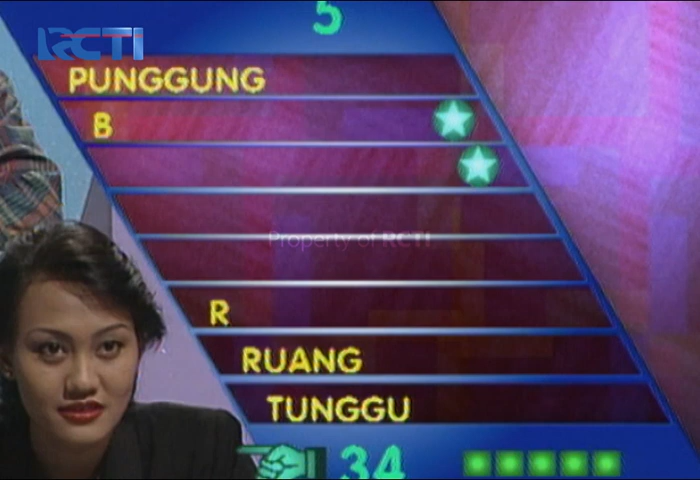 5
RCTI
PUNGGUNG
B
Property of RCTI
R
RUANG
TUNGGU
34